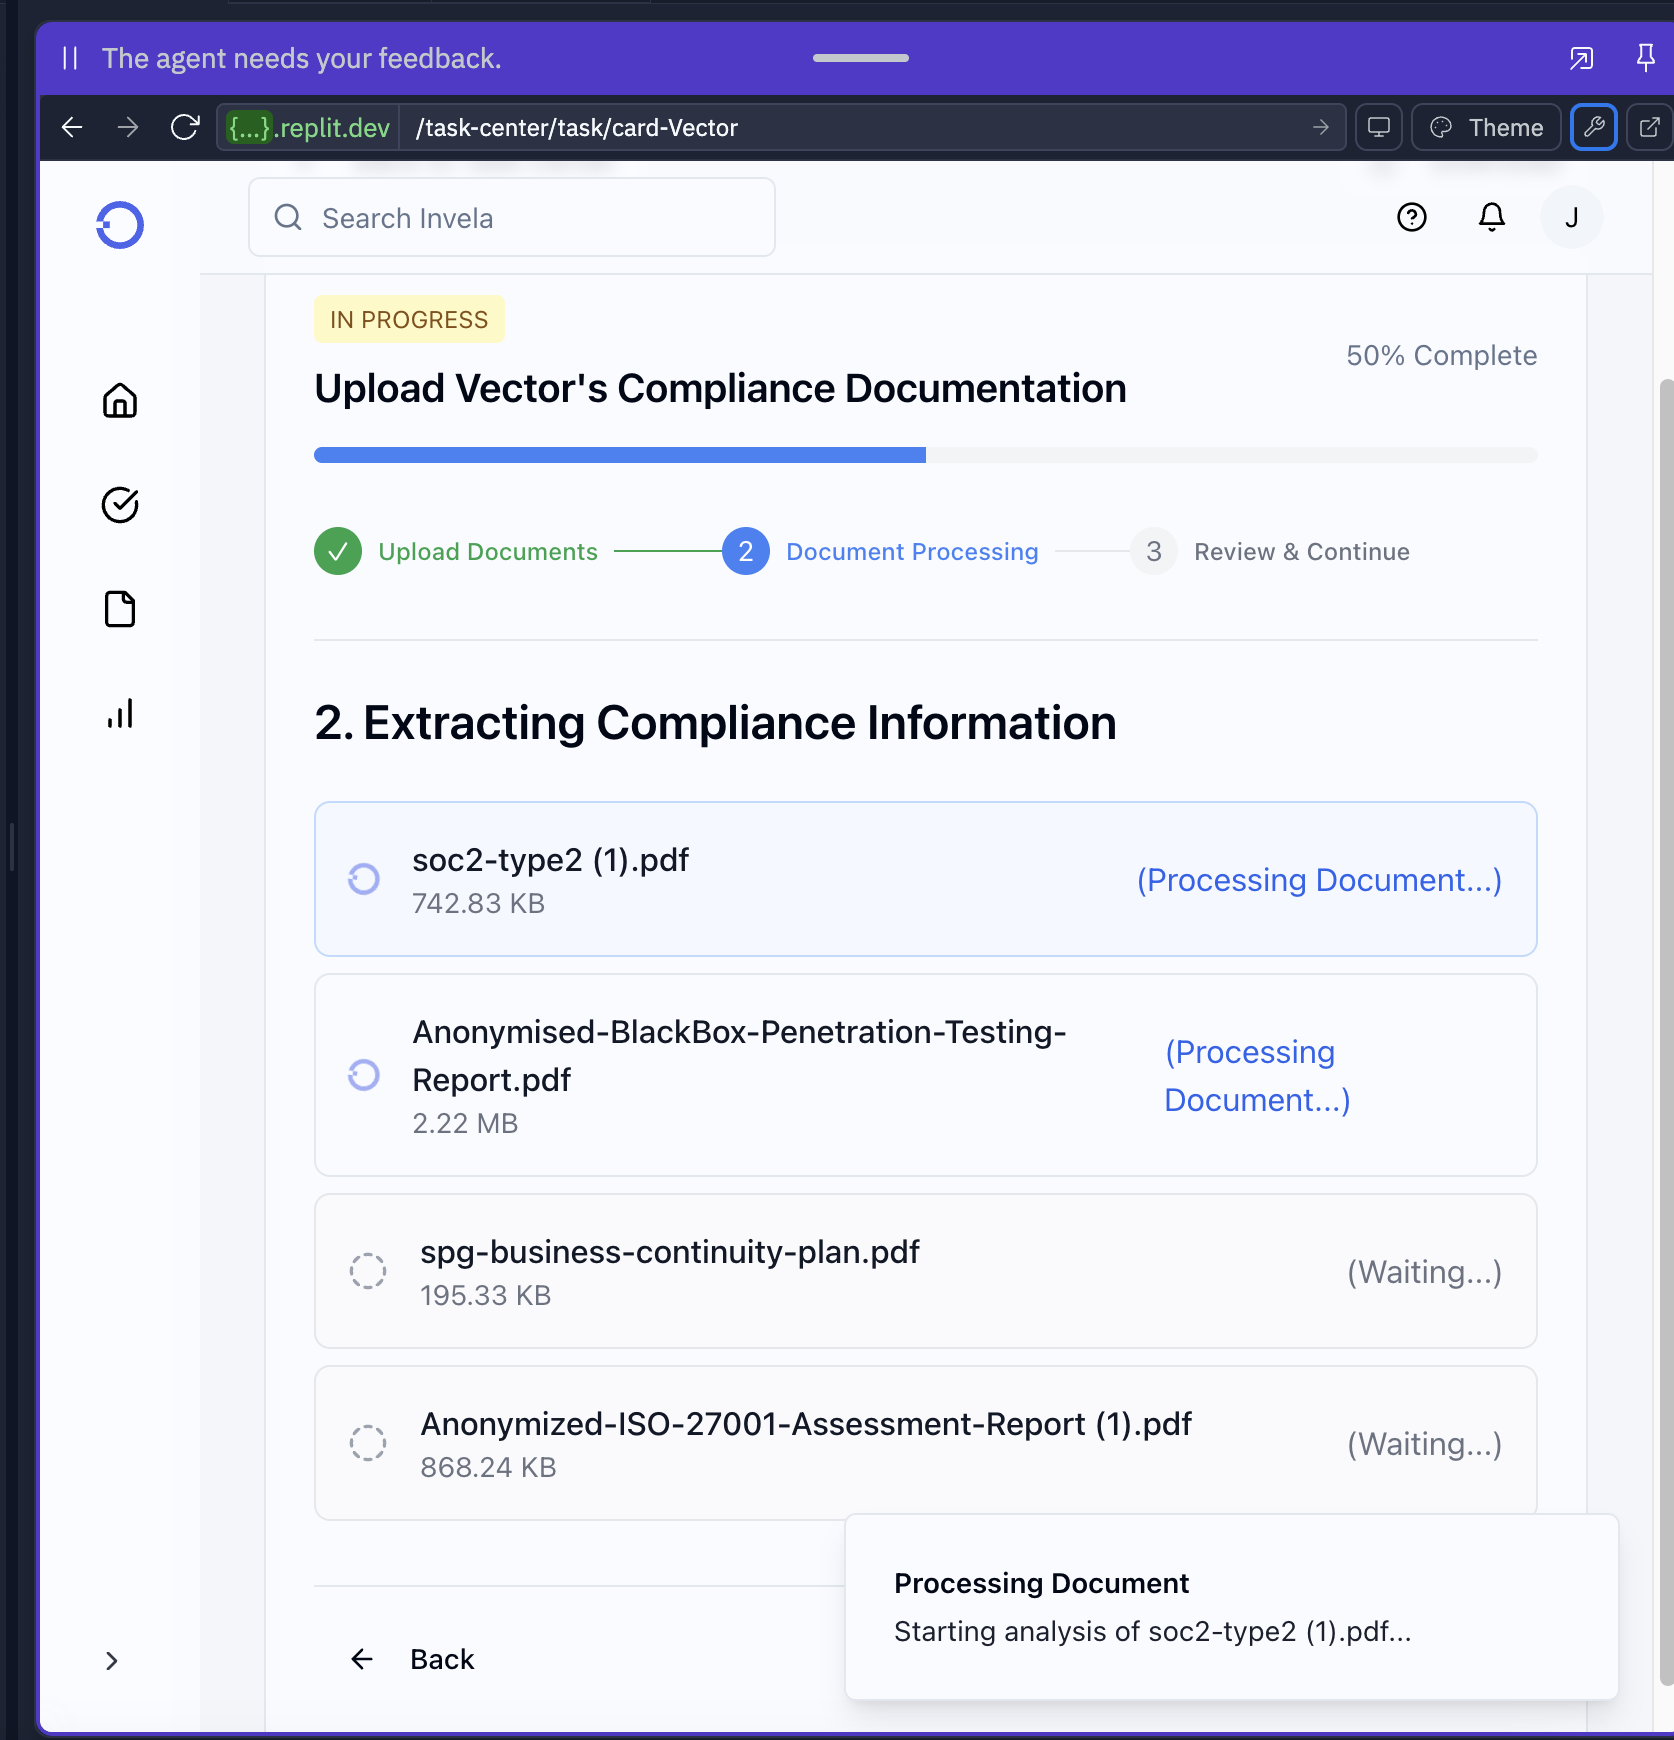 The agent needs your feedback.
{...}.replit.dev
/task-center/task/card-Vector
Theme
Search Invela
J
IN PROGRESS
50% Complete
Upload Vector's Compliance Documentation
Upload Documents
2
Document Processing
3
Review & Continue
2. Extracting Compliance Information
soc2-type2 (1).pdf
742.83 KB
(Processing Document...)
Anonymised-BlackBox-Penetration-Testing-
Report.pdf
2.22 MB
(Processing
Document...)
spg-business-continuity-plan.pdf
195.33 KB
(Waiting...)
Anonymized-ISO-27001-Assessment-Report (1).pdf
868.24 KB
(Waiting...)
Processing Document
Starting analysis of soc2-type2 (1).pdf...
Back